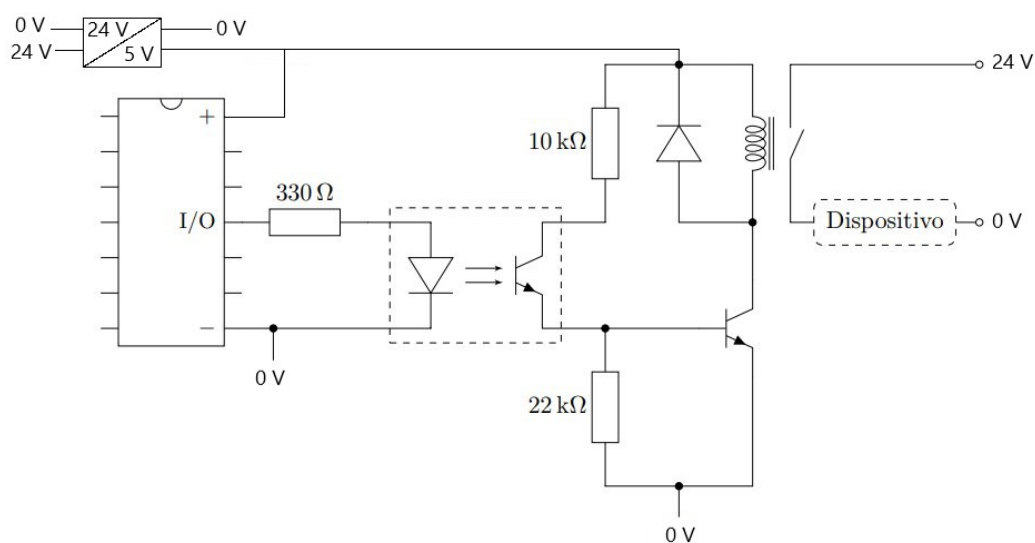 0 V
24 V
0 V
24 V
5 V
24 V
+
10 kΩ
330 Ω
I/O
Dispositivo
0 V
−
0 V
22 kΩ
0 V